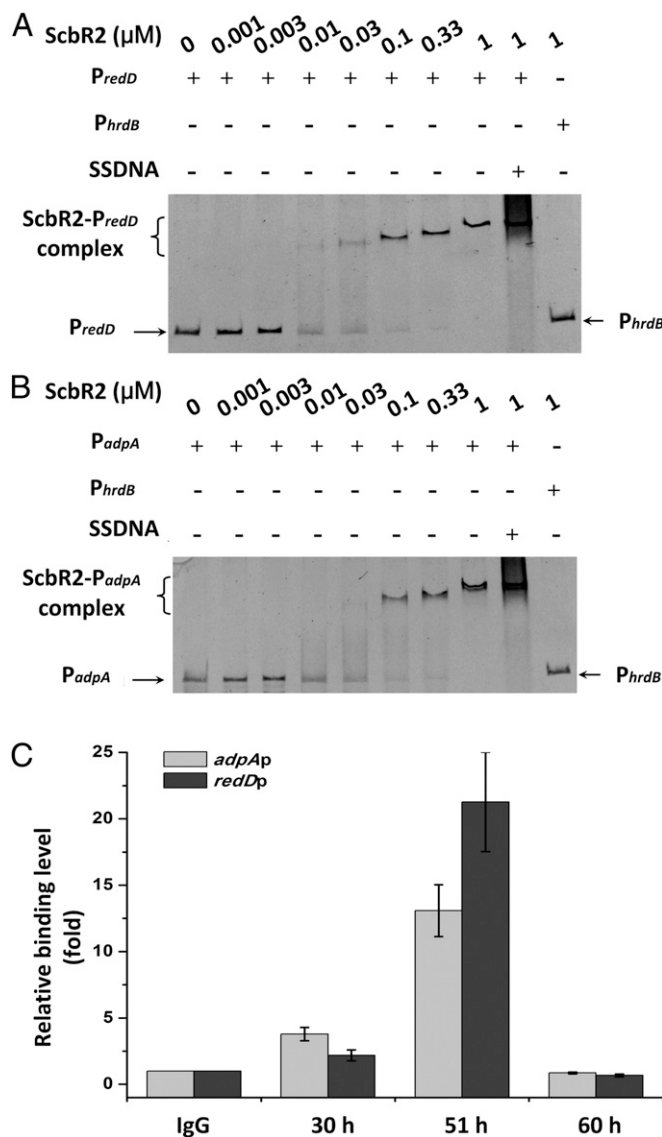 A
ScbR2 (μM) 0 0.001 0.003 0.01 0.03 0.1 0.33 1 1 1
PredD + + + + + + + + + -
PhrdB - - - - - - - - - +
SSDNA - - - - - - - - + -
ScbR2-PredD
complex
PredD
PhrdB
B
ScbR2 (μM) 0 0.001 0.003 0.01 0.03 0.1 0.33 1 1 1
PadpA + + + + + + + + + -
PhrdB - - - - - - - - - +
SSDNA - - - - - - - - + -
ScbR2-PadpA
complex
PadpA
PhrdB
C
adpAp
redDp
Relative binding level
(fold)
25
20
15
10
5
0
IgG 30 h 51 h 60 h